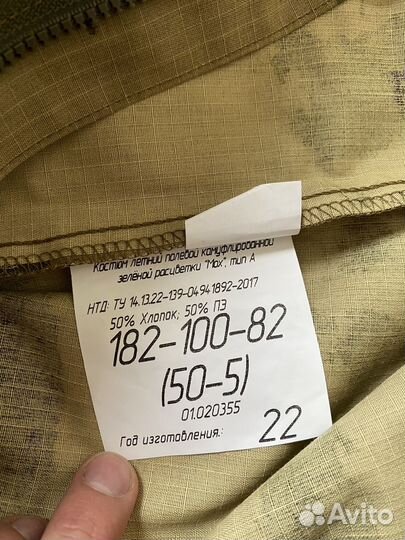 Костюм летний полевой камуфлированной
зеленой расцветки "Мох", тип А
НТД: ТУ 14.13.22-139-04941892-2017
50% Хлопок; 50% ПЭ
182-100-82
(50-5)
01.020355
Год изготовления.: 22
Avito